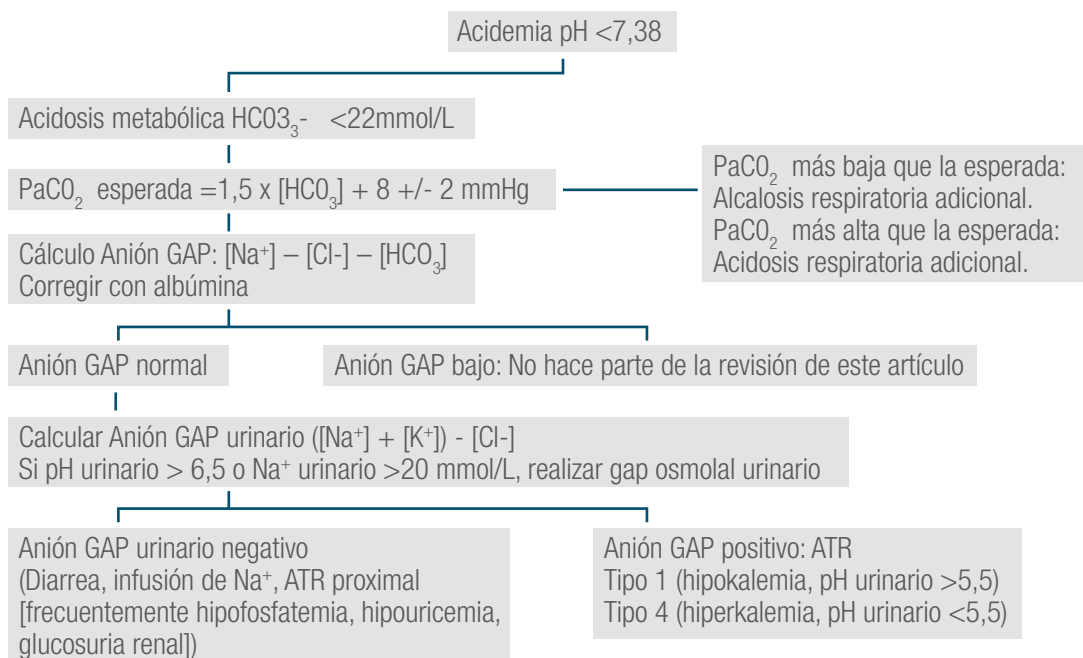 Acidemia pH <7,38
Acidosis metabólica HC03₃- <22mmol/L
PaC0₂ esperada =1,5 x [HC0₃] + 8 +/- 2 mmHg
PaC0₂ más baja que la esperada:
Alcalosis respiratoria adicional.
PaC0₂ más alta que la esperada:
Acidosis respiratoria adicional.
Cálculo Anión GAP: [Na⁺] – [Cl-] – [HCO₃]
Corregir con albúmina
Anión GAP normal
Anión GAP bajo: No hace parte de la revisión de este artículo
Calcular Anión GAP urinario ([Na⁺] + [K⁺]) - [Cl-]
Si pH urinario > 6,5 o Na⁺ urinario >20 mmol/L, realizar gap osmolal urinario
Anión GAP urinario negativo
(Diarrea, infusión de Na⁺, ATR proximal
[frecuentemente hipofosfatemia, hipouricemia,
glucosuria renal])
Anión GAP positivo: ATR
Tipo 1 (hipokalemia, pH urinario >5,5)
Tipo 4 (hiperkalemia, pH urinario <5,5)